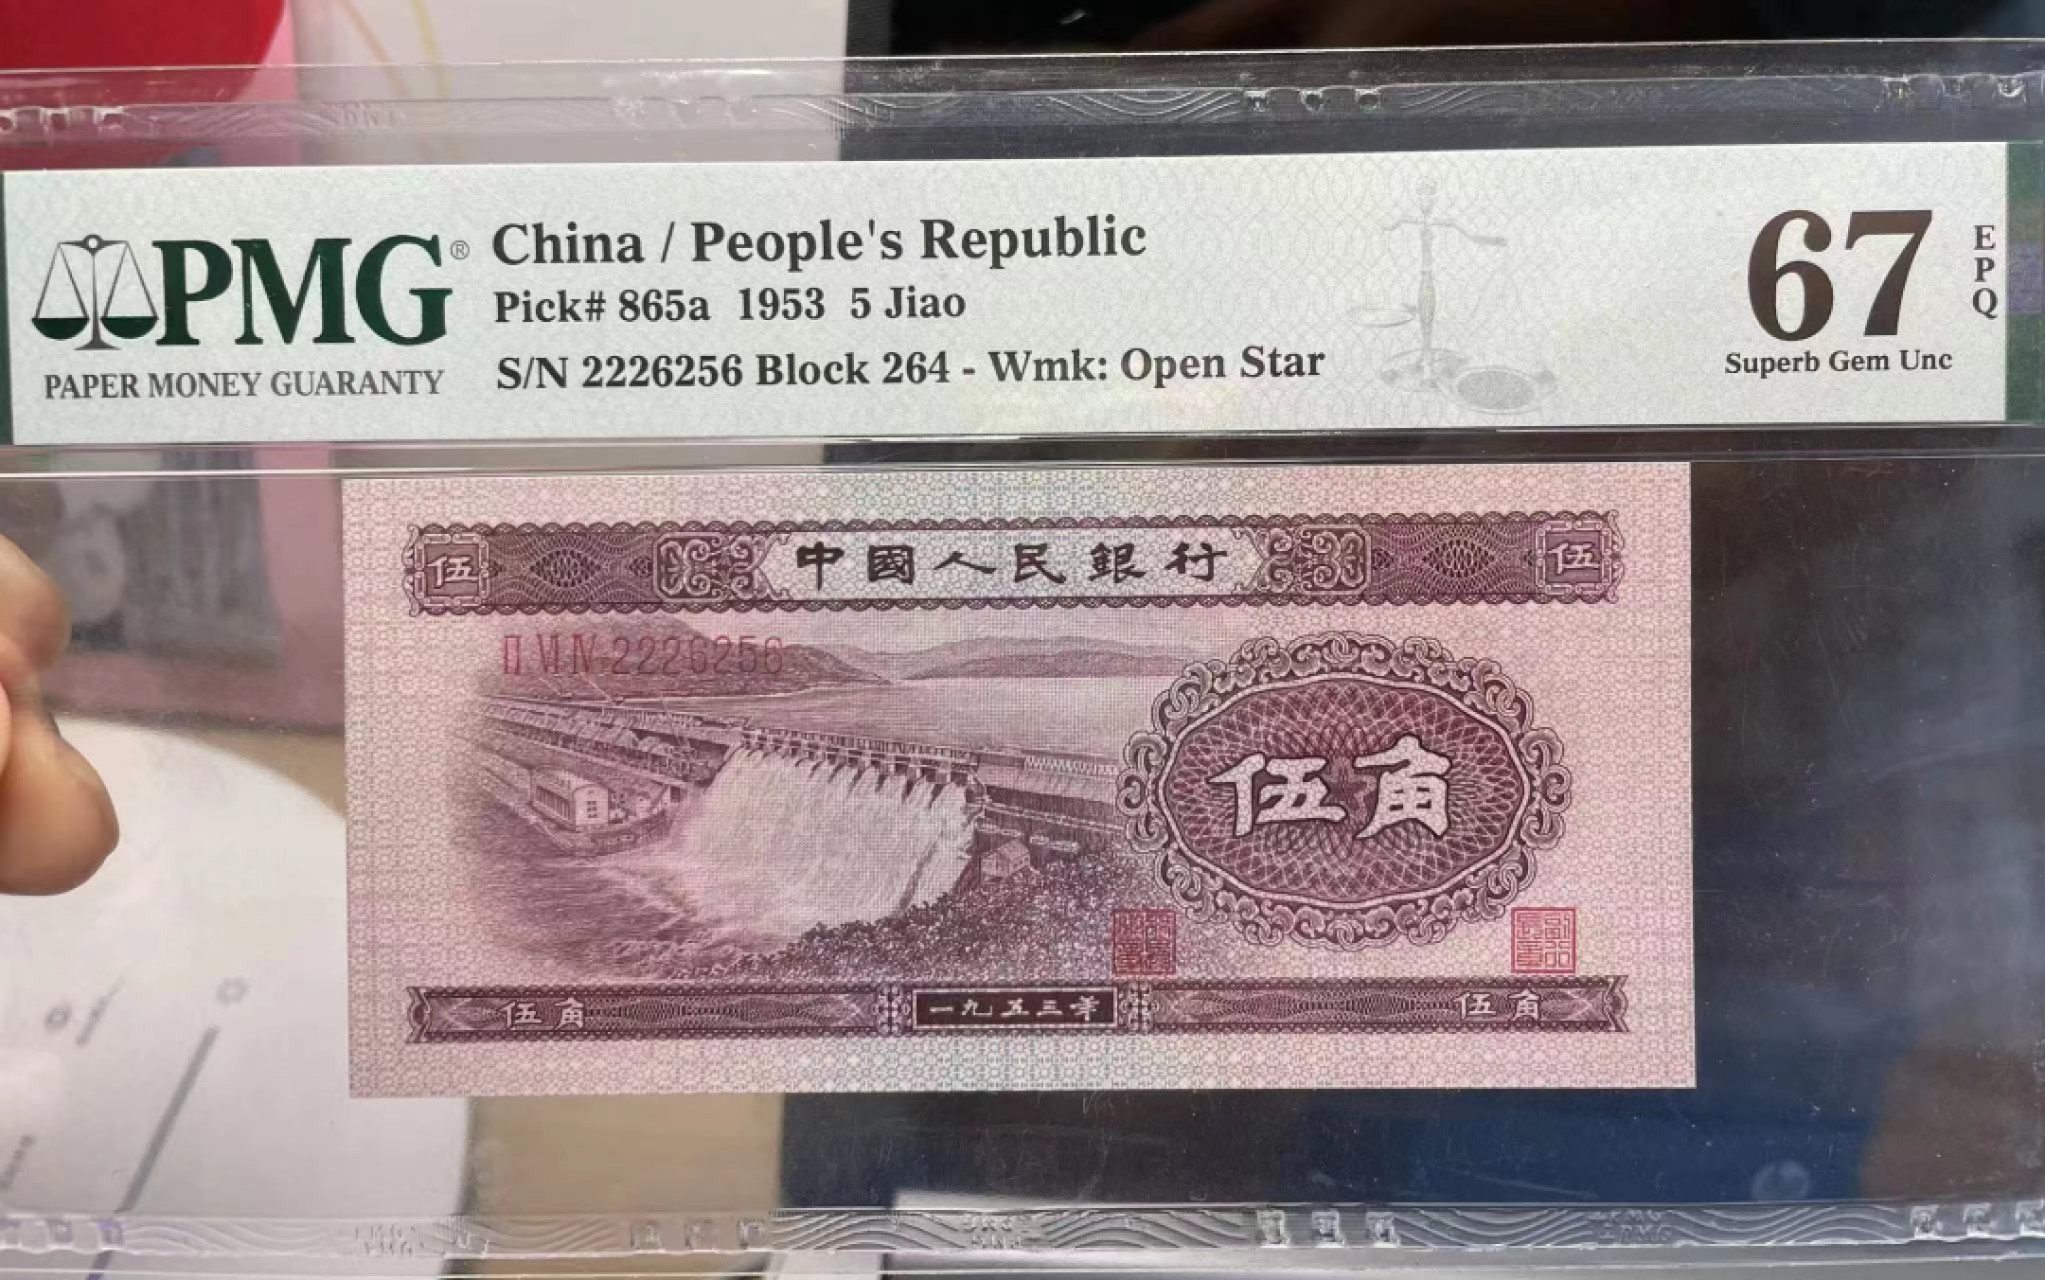 PMG®
PAPER MONEY GUARANTY
China / People's Republic
Pick# 865a 1953 5 Jiao
S/N 2226256 Block 264 - Wmk: Open Star
67
EPQ
Superb Gem Unc
伍 中國人民銀行 伍
Ⅱ Ⅵ Ⅳ 2226256
伍角
伍角 一九五三年 伍角